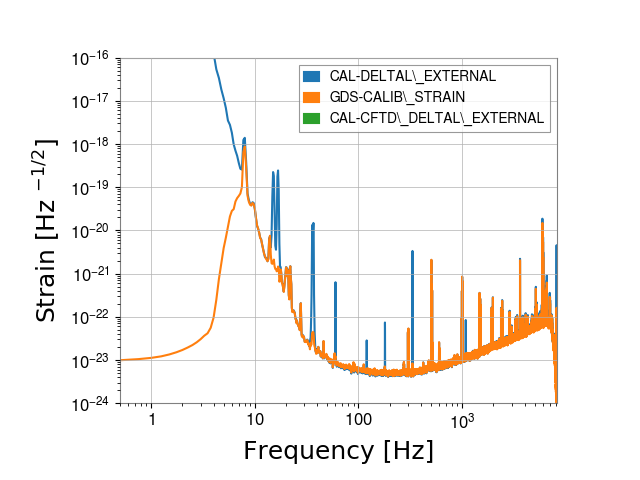 CAL-DELTAL\_EXTERNAL
GDS-CALIB\_STRAIN
CAL-CFTD\_DELTAL\_EXTERNAL
10⁻¹⁶
10⁻¹⁷
10⁻¹⁸
10⁻¹⁹
10⁻²⁰
10⁻²¹
10⁻²²
10⁻²³
10⁻²⁴
Strain [Hz ⁻¹/²]
1
10
100
10³
Frequency [Hz]